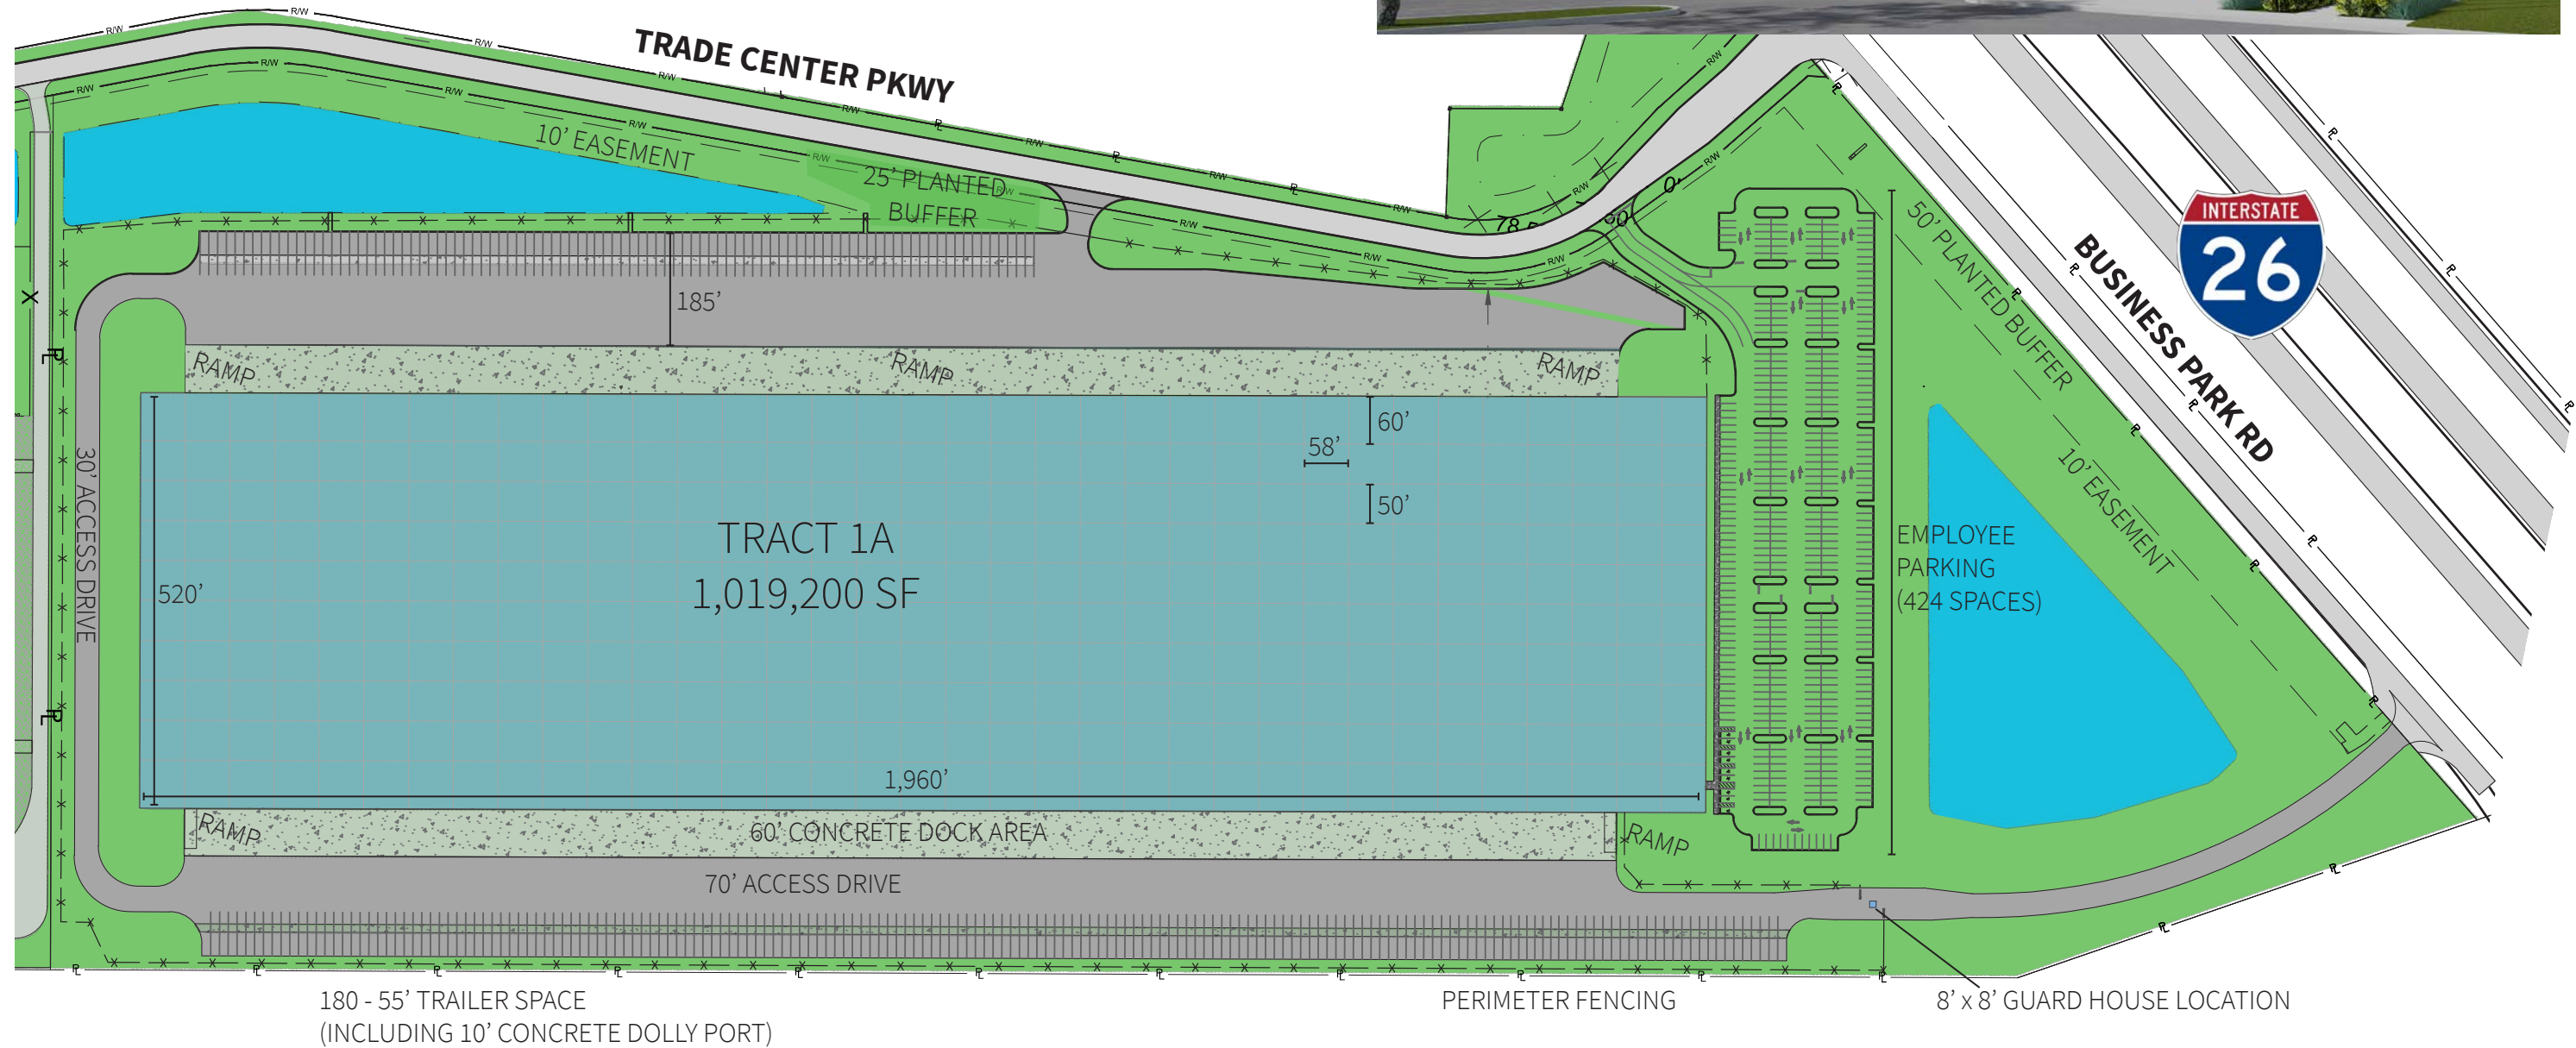 TRADE CENTER PKWY
10’ EASEMENT
25’ PLANTED
BUFFER
185’
RAMP
RAMP
RAMP
60’
58’
50’
30’ ACCESS DRIVE
520’
TRACT 1A
1,019,200 SF
1,960’
RAMP
60’ CONCRETE DOCK AREA
RAMP
70’ ACCESS DRIVE
50’ PLANTED BUFFER
10’ EASEMENT
EMPLOYEE
PARKING
(424 SPACES)
BUSINESS PARK RD
INTERSTATE
26
180 - 55’ TRAILER SPACE
(INCLUDING 10’ CONCRETE DOLLY PORT)
PERIMETER FENCING
8’ x 8’ GUARD HOUSE LOCATION